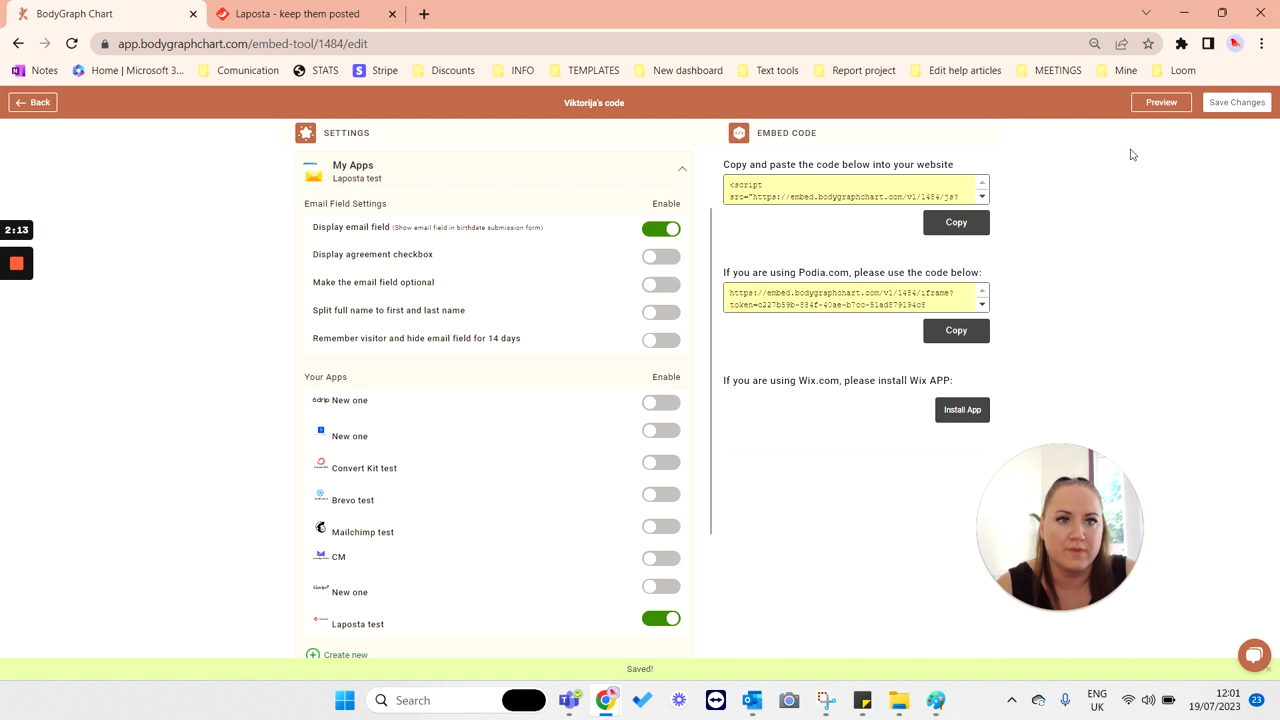 BodyGraph Chart
Laposta - keep them posted
app.bodygraphchart.com/embed-tool/1484/edit
Notes
Home | Microsoft 3...
Comunication
STATS
Stripe
Discounts
INFO
TEMPLATES
New dashboard
Text tools
Report project
Edit help articles
MEETINGS
Mine
Loom
Back
Viktorija's code
Preview
Save Changes
SETTINGS
My Apps
Laposta test
Email Field Settings
Enable
Display email field (Show email field in birthdate submission form)
Display agreement checkbox
Make the email field optional
Split full name to first and last name
Remember visitor and hide email field for 14 days
Your Apps
Enable
New one
New one
Convert Kit test
Brevo test
Mailchimp test
CM
New one
Laposta test
Create new
EMBED CODE
Copy and paste the code below into your website
<script
src="https://embed.bodygraphchart.com/v1/1484/js?
Copy
If you are using Podia.com, please use the code below:
https://embed.bodygraphchart.com/v1/1484/iframe?
Copy
If you are using Wix.com, please install Wix APP:
Install App
2:13
Saved!
Search
ENG
UK
12:01
19/07/2023
23